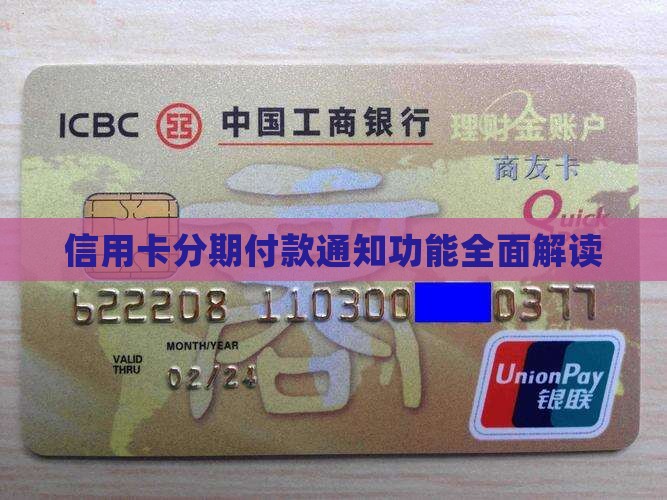 ICBC 中国工商银行 理财金账户
商友卡
Quick
信用卡分期付款通知功能全面解读
622208 110300 0377
MONTH/YEAR
VALID THRU
02/24
UnionPay
银联